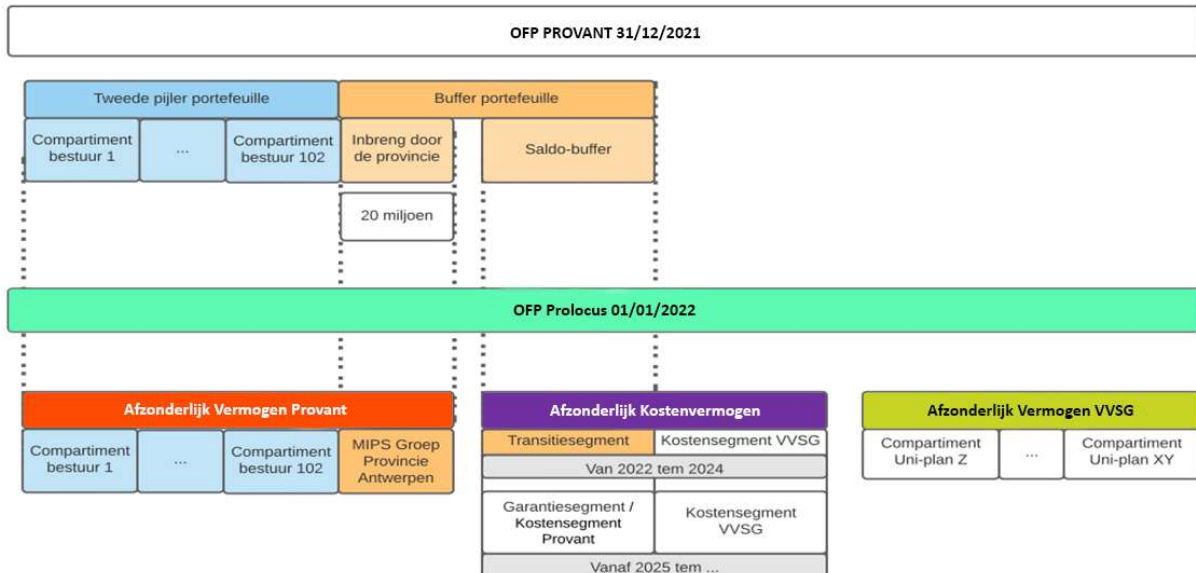 OFP PROVANT 31/12/2021
Tweede pijler portefeuille
Buffer portefeuille
Compartiment
bestuur 1
...
Compartiment
bestuur 102
Inbreng door
de provincie
Saldo-buffer
20 miljoen
OFP Prolocus 01/01/2022
Afzonderlijk Vermogen Provant
Afzonderlijk Kostenvermogen
Afzonderlijk Vermogen VVSG
Compartiment
bestuur 1
...
Compartiment
bestuur 102
MIPS Groep
Provincie
Antwerpen
Transitiesegment
Kostensegment VVSG
Van 2022 tem 2024
Garantiesegment /
Kostensegment
Provant
Kostensegment
VVSG
Vanaf 2025 tem ...
Compartiment
Uni-plan Z
...
Compartiment
Uni-plan XY